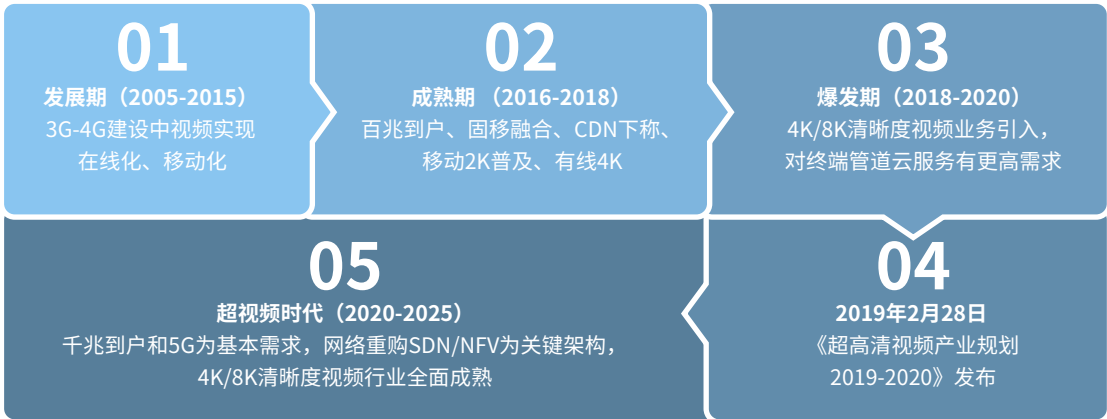 01
发展期（2005-2015）
3G-4G建设中视频实现
在线化、移动化
02
成熟期 （2016-2018）
百兆到户、固移融合、CDN下称、
移动2K普及、有线4K
03
爆发期（2018-2020）
4K/8K清晰度视频业务引入，
对终端管道云服务有更高需求
04
2019年2月28日
《超高清视频产业规划
2019-2020》发布
05
超视频时代（2020-2025）
千兆到户和5G为基本需求，网络重购SDN/NFV为关键架构，
4K/8K清晰度视频行业全面成熟